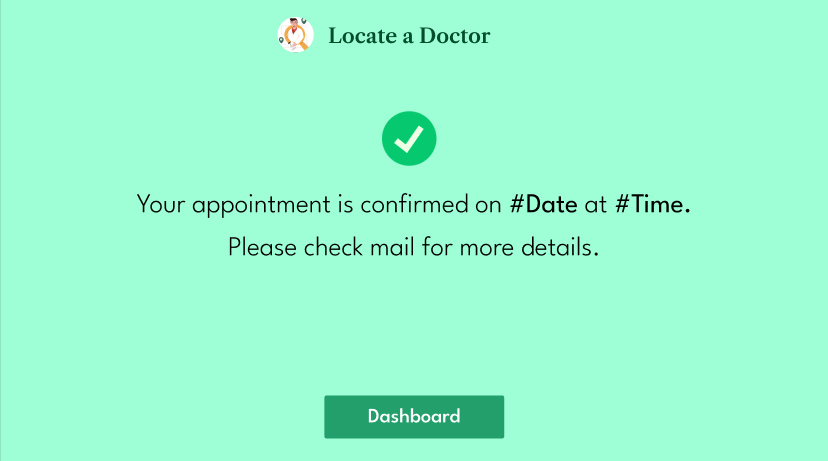 Locate a Doctor
Your appointment is confirmed on #Date at #Time.
Please check mail for more details.
Dashboard